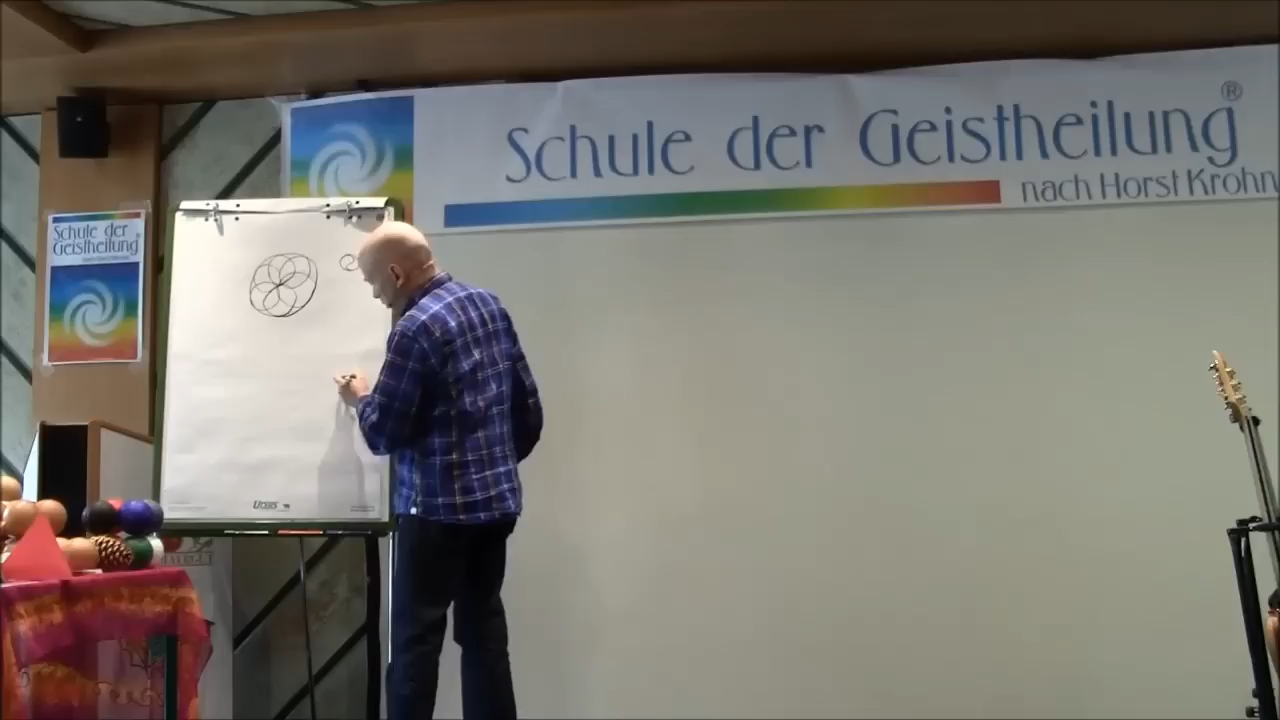 Schule der Geistheilung®
nach Horst Krohn
Schule der
Geistheilung